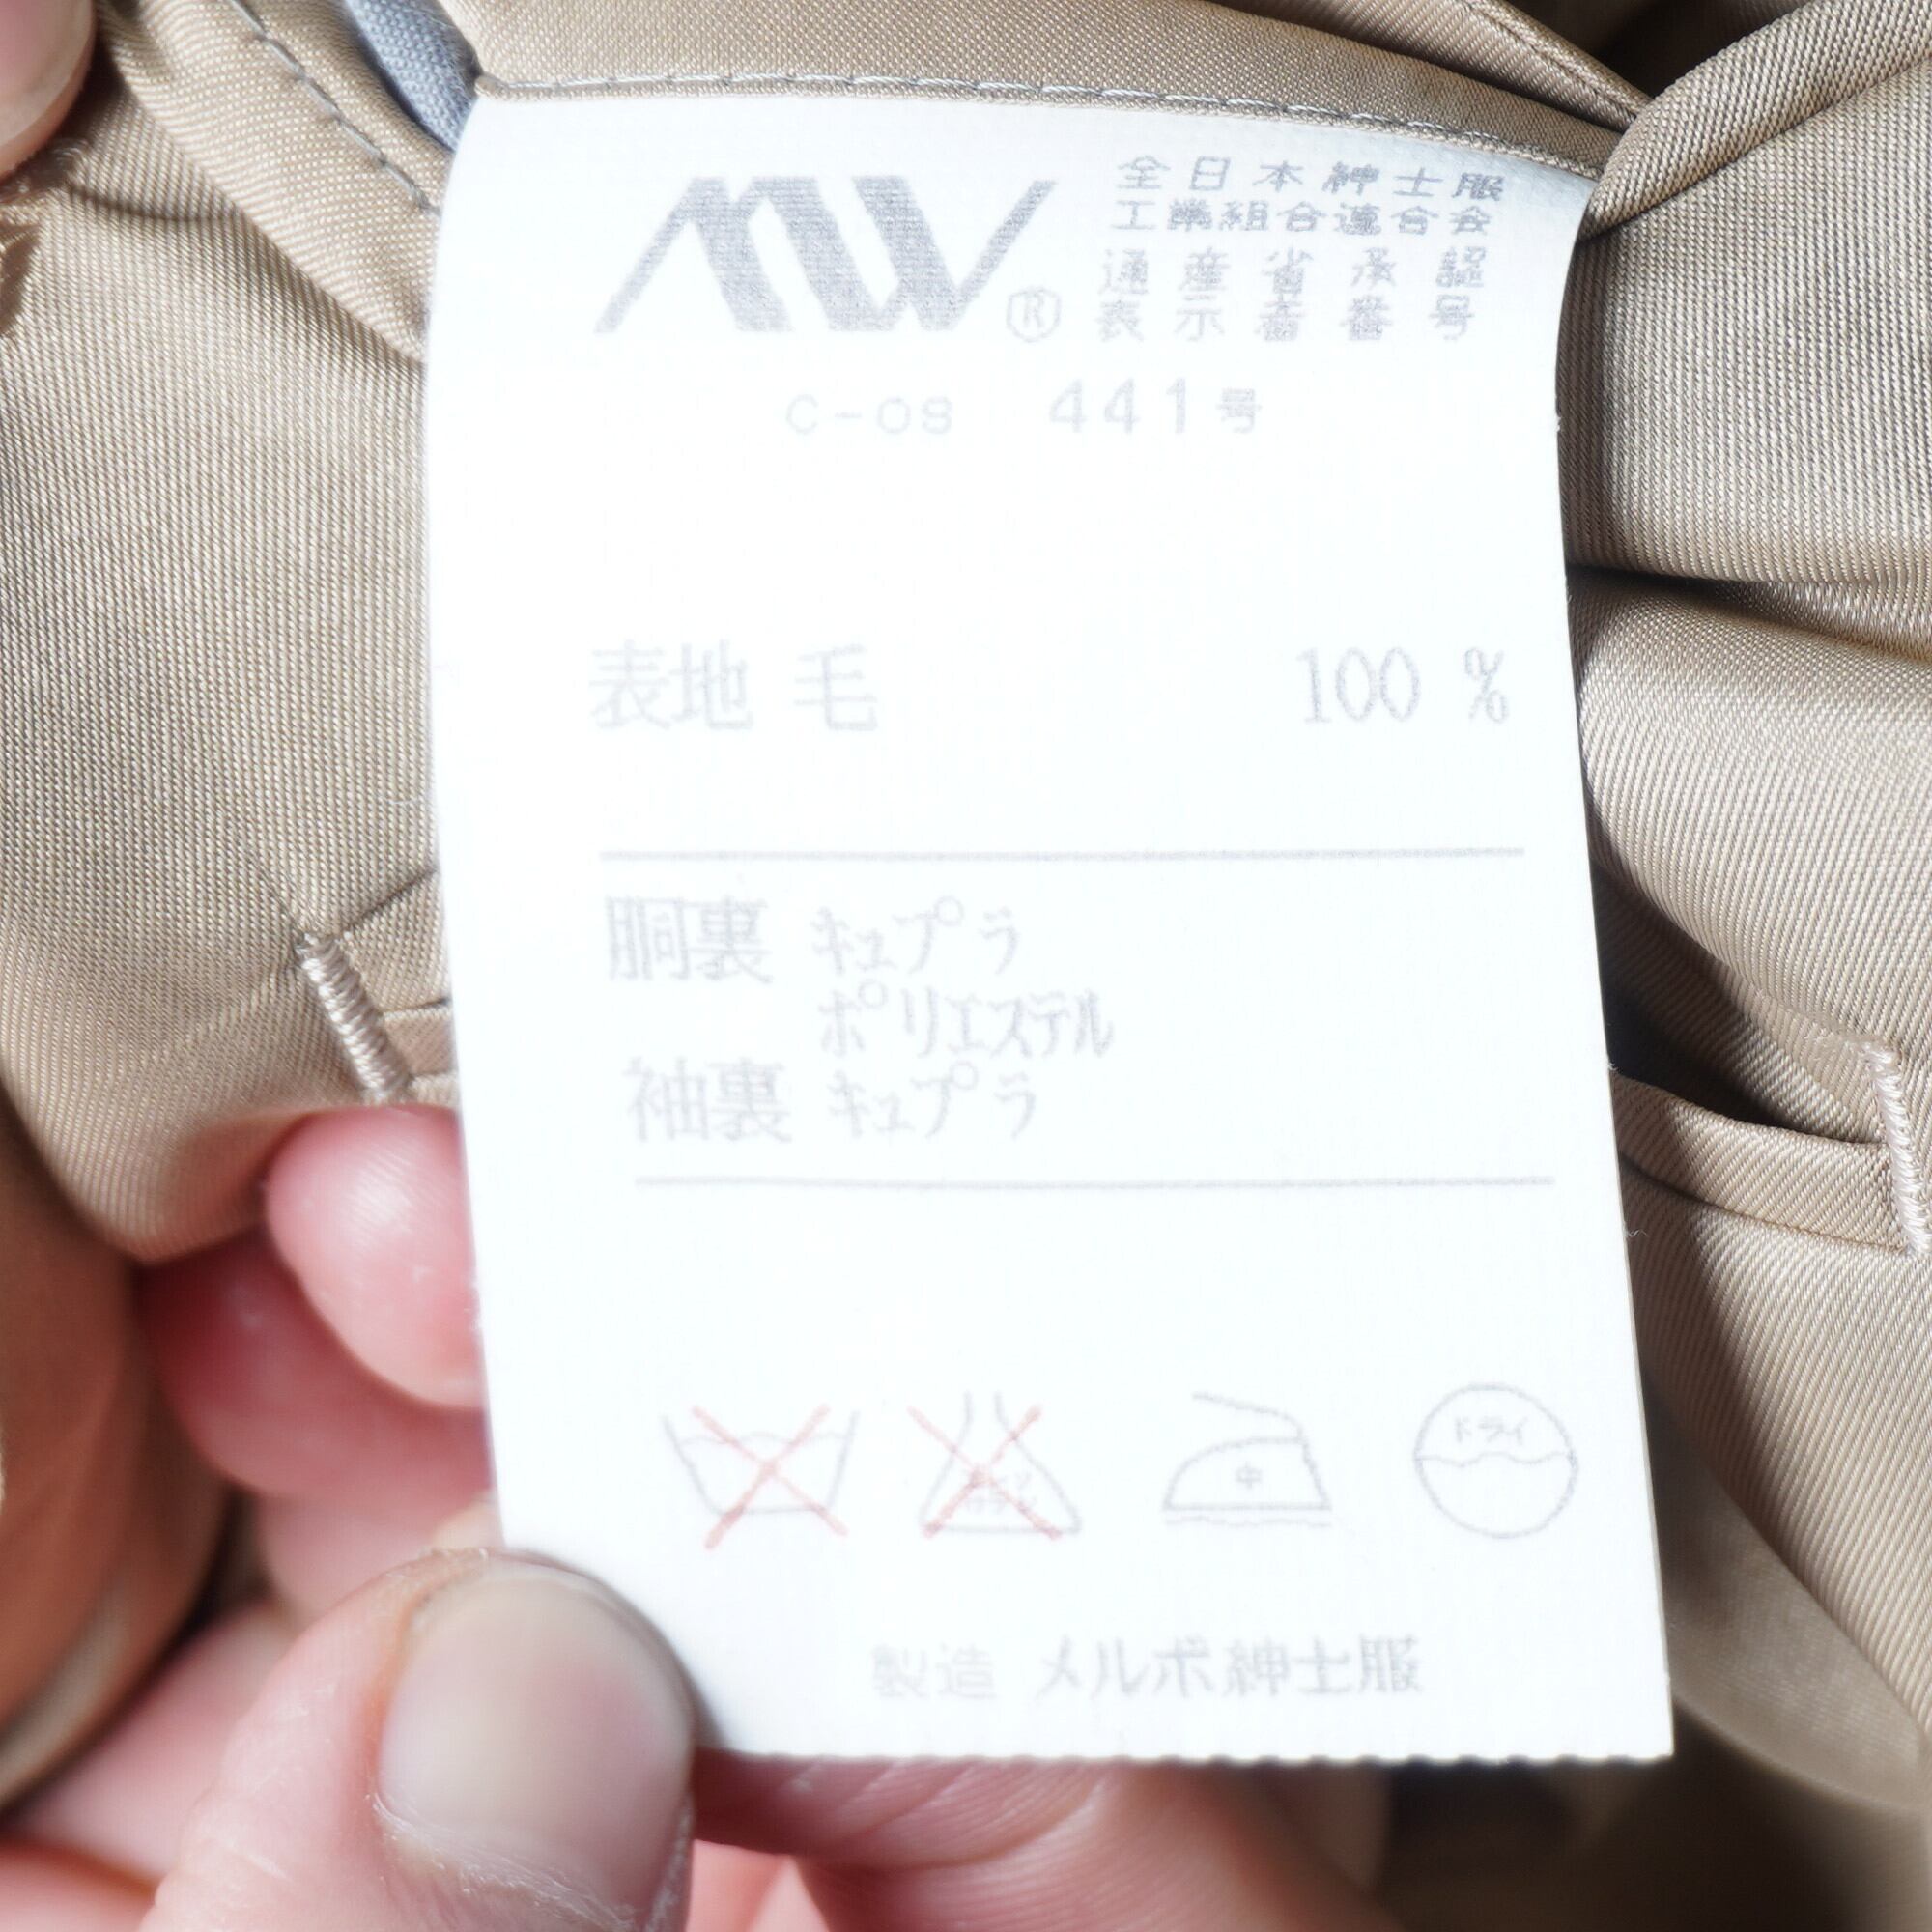 MW®
全日本紳士服
工業組合連合会
通産省承認
表示者番号
C-OS 441号
表地 毛 100 %
胴裏 キュプラ
ポリエステル
袖裏 キュプラ
中
ドライ
製造 メルボ紳士服